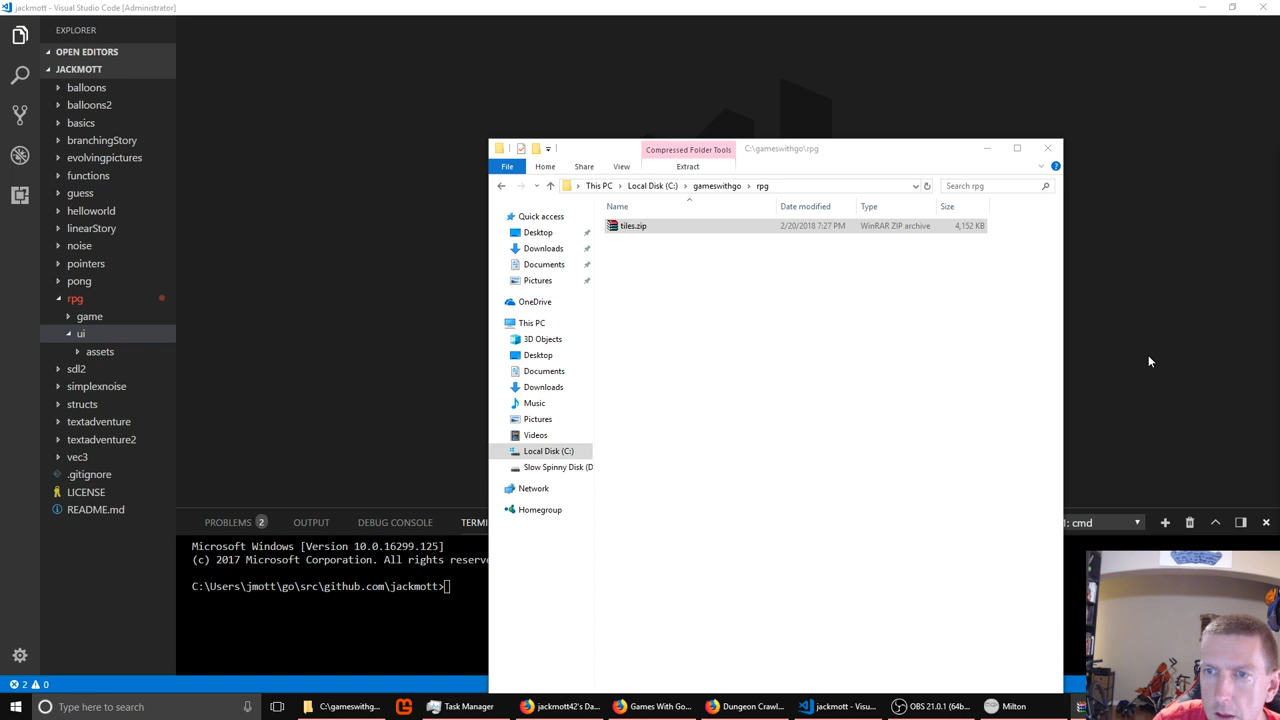 jackmott - Visual Studio Code [Administrator]
EXPLORER
OPEN EDITORS
JACKMOTT
balloons
balloons2
basics
branchingStory
evolvingpictures
functions
guess
helloworld
linearStory
noise
pointers
pong
rpg
game
ui
assets
sdl2
simplexnoise
structs
textadventure
textadventure2
vec3
.gitignore
LICENSE
README.md
Compressed Folder Tools
C:\gameswithgo\rpg
File
Home
Share
View
Extract
This PC
Local Disk (C:)
gameswithgo
rpg
Search rpg
Name
Date modified
Type
Size
tiles.zip
2/20/2018 7:27 PM
WinRAR ZIP archive
4,152 KB
Quick access
Desktop
Downloads
Documents
Pictures
OneDrive
This PC
3D Objects
Desktop
Documents
Downloads
Music
Pictures
Videos
Local Disk (C:)
Slow Spinny Disk (D
Network
Homegroup
PROBLEMS 2
OUTPUT
DEBUG CONSOLE
TERMI
1: cmd
Microsoft Windows [Version 10.0.16299.125]
(c) 2017 Microsoft Corporation. All rights reserve
C:\Users\jmott\go\src\github.com\jackmott>
2 0
Type here to search
C:\gameswithg...
Task Manager
jackmott42's Da...
Games With Go...
Dungeon Crawl...
jackmott - Visu...
OBS 21.0.1 (64b...
Milton